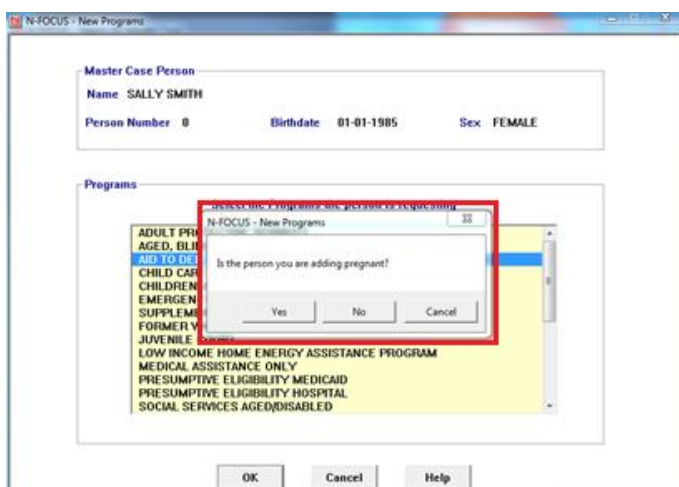 N-FOCUS - New Programs
Master Case Person
Name SALLY SMITH
Person Number 0 Birthdate 01-01-1985 Sex FEMALE
Programs
Select the Programs the person is requesting
N-FOCUS - New Programs
ADULT PR
AGED, BLI
AID TO DE
Is the person you are adding pregnant?
CHILD CAR
CHILDREN
EMERGEN
Yes No Cancel
SUPPLEM
FORMER
JUVENILE
LOW INCOME HOME ENERGY ASSISTANCE PROGRAM
MEDICAL ASSISTANCE ONLY
PRESUMPTIVE ELIGIBILITY MEDICAID
PRESUMPTIVE ELIGIBILITY HOSPITAL
SOCIAL SERVICES AGED/DISABLED
OK Cancel Help